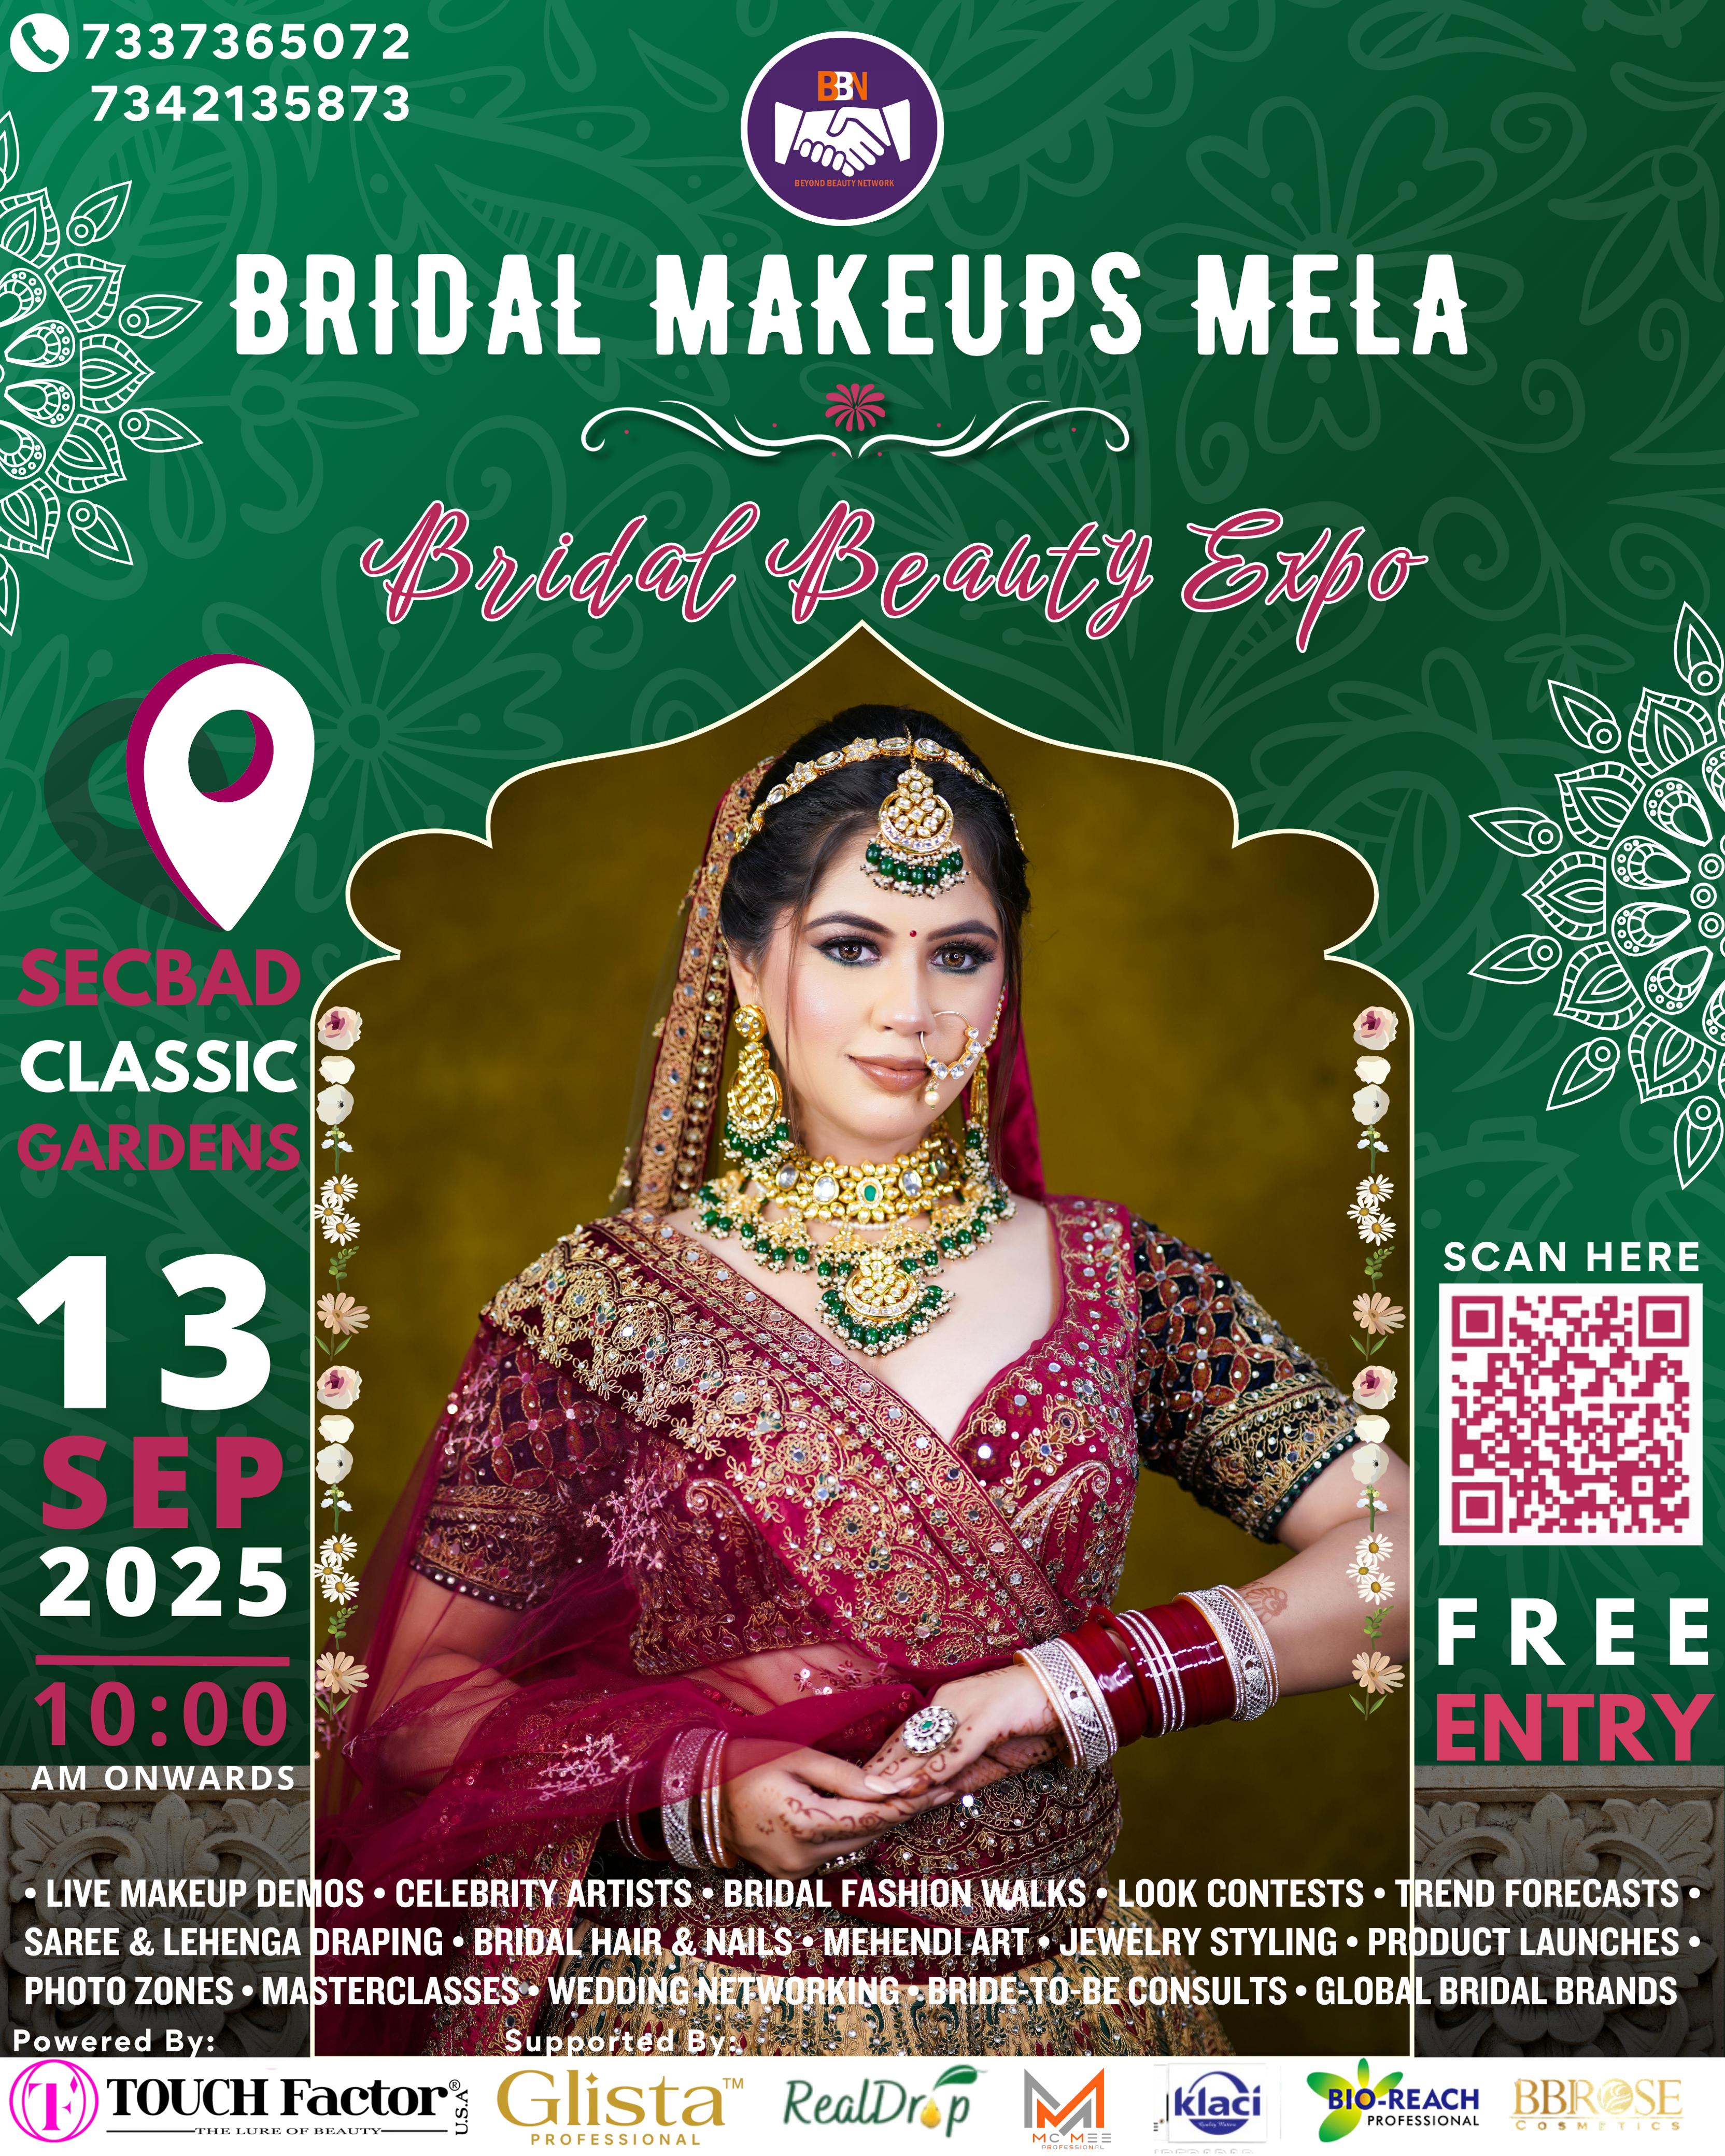 7337365072
7342135873
BBN
BEYOND BEAUTY NETWORK
BRIDAL MAKEUPS MELA
Bridal Beauty Expo
SECBAD
CLASSIC
GARDENS
13
SEP
2025
10:00
AM ONWARDS
SCAN HERE
FREE
ENTRY
• LIVE MAKEUP DEMOS • CELEBRITY ARTISTS • BRIDAL FASHION WALKS • LOOK CONTESTS • TREND FORECASTS •
SAREE & LEHENGA DRAPING • BRIDAL HAIR & NAILS • MEHENDI ART • JEWELRY STYLING • PRODUCT LAUNCHES •
PHOTO ZONES • MASTERCLASSES • WEDDING NETWORKING • BRIDE-TO-BE CONSULTS • GLOBAL BRIDAL BRANDS
Powered By:
Supported By:
TF TOUCH Factor® U.S.A
THE LURE OF BEAUTY
Glista™
PROFESSIONAL
RealDrop
MC MEE
PROFESSIONAL
klaci
BIO-REACH
PROFESSIONAL
BBROSE
COSMETICS